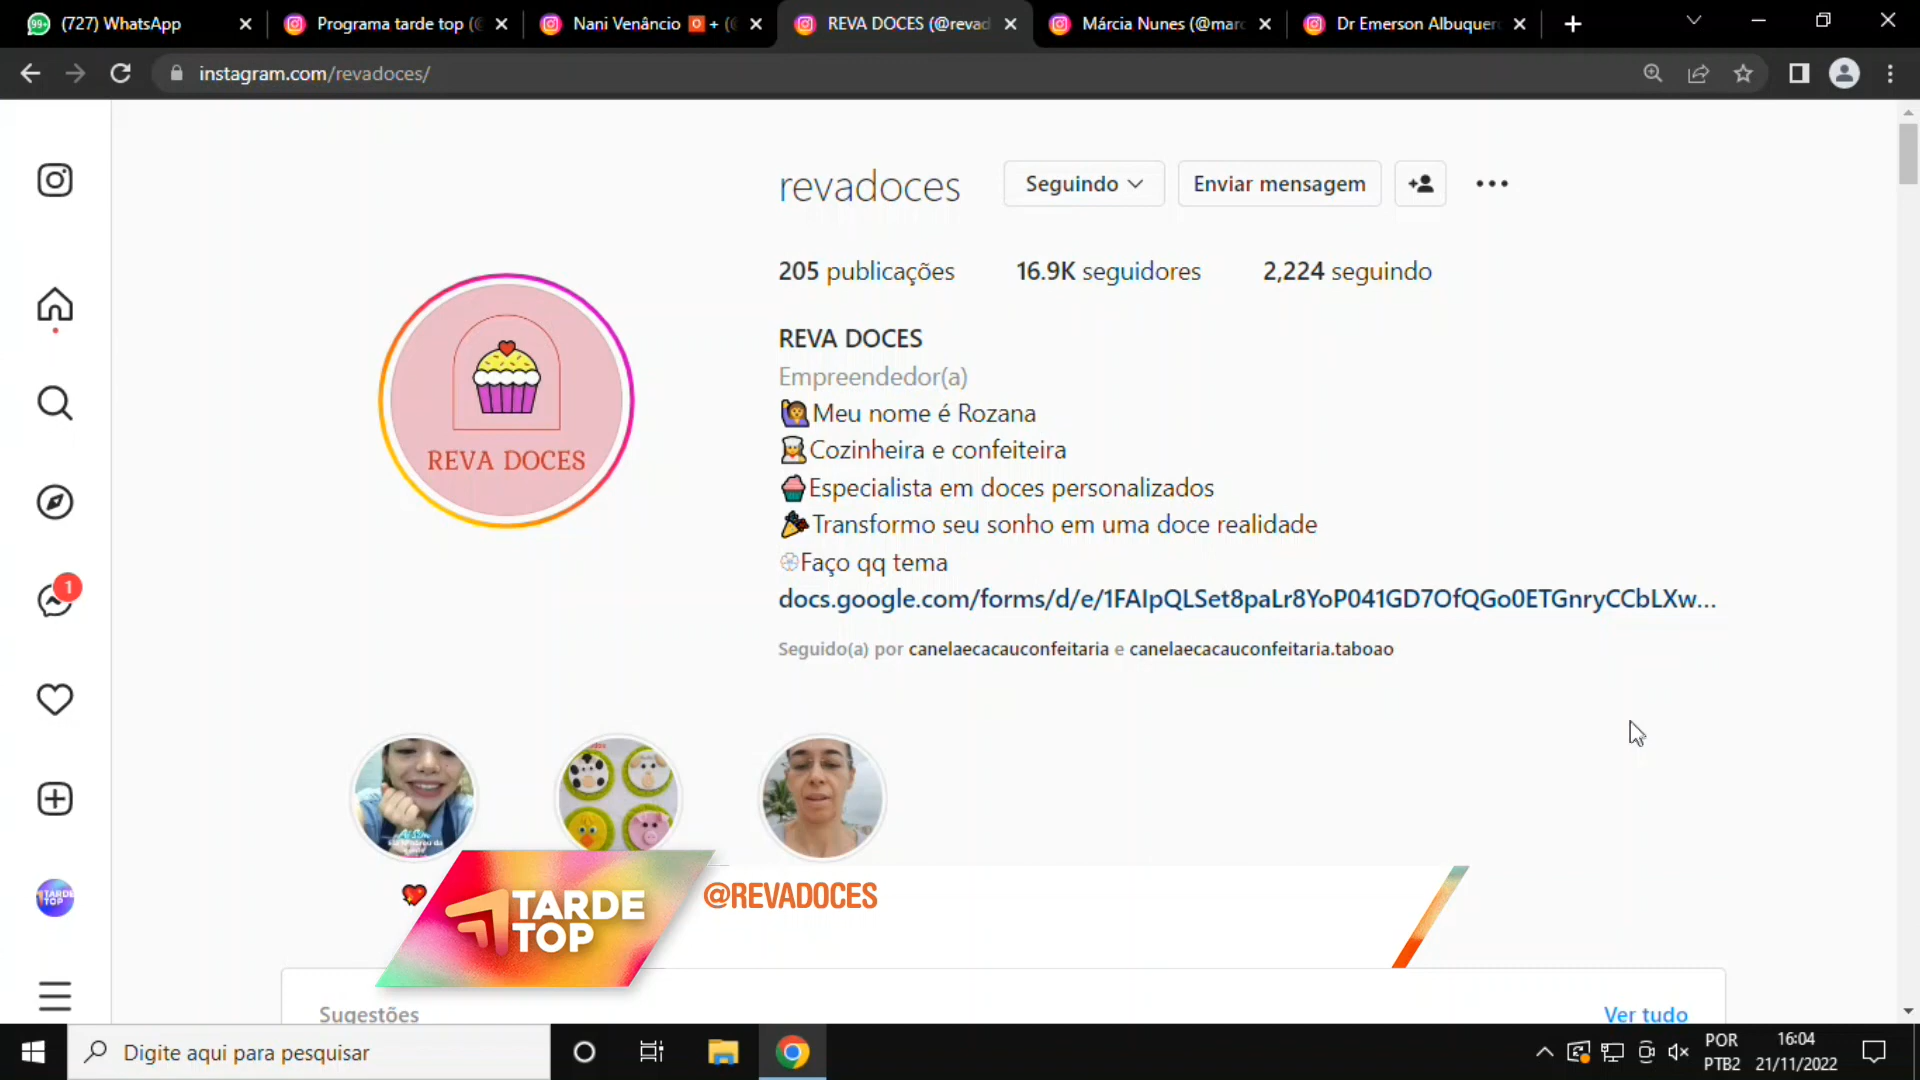 (727) WhatsApp
Programa tarde top (@
Nani Venâncio 🅾️ + (@
REVA DOCES (@revad
Márcia Nunes (@marc
Dr Emerson Albuquerq
instagram.com/revadoces/
revadoces
Seguindo
Enviar mensagem
205 publicações
16.9K seguidores
2,224 seguindo
REVA DOCES
Empreendedor(a)
🙋Meu nome é Rozana
👩‍🍳Cozinheira e confeiteira
🧁Especialista em doces personalizados
🎉Transformo seu sonho em uma doce realidade
💮Faço qq tema
docs.google.com/forms/d/e/1FAIpQLSet8paLr8YoP041GD7OfQGo0ETGnryCCbLXw...
Seguido(a) por canelaecacauconfeitaria e canelaecacauconfeitaria.taboao
REVA DOCES
1
TARDE TOP
@REVADOCES
TARDE
TOP
Sugestões
Ver tudo
Digite aqui para pesquisar
POR
PTB2
16:04
21/11/2022